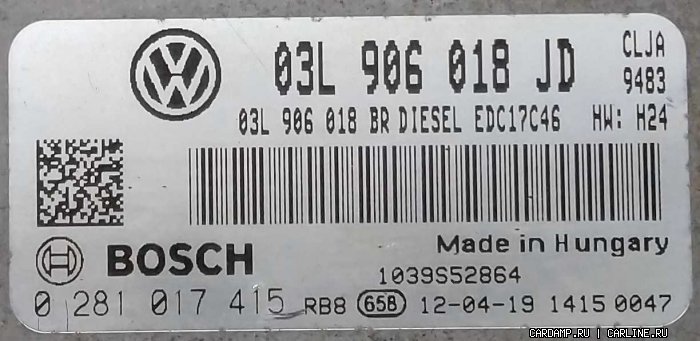 03L 906 018 JD CLJA
9483
03L 906 018 BR DIESEL EDC17C46 HW: H24
BOSCH Made in Hungary
1039S52864
0 281 017 415 RB8 65B 12-04-19 1415 0047
CARDAMP.RU | CARLINE.RU